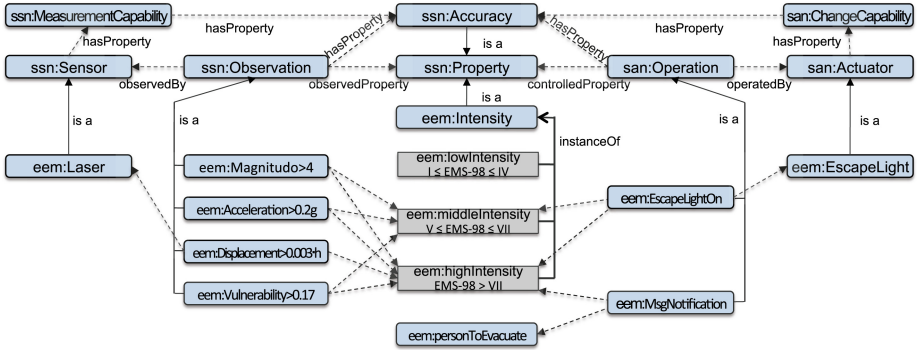 ssn:MeasurementCapability
ssn:Accuracy
san:ChangeCapability
hasProperty
hasProperty
hasProperty
hasProperty
hasProperty
hasProperty
is a
ssn:Sensor
ssn:Observation
ssn:Property
san:Operation
san:Actuator
observedBy
observedProperty
controlledProperty
operatedBy
is a
is a
is a
is a
is a
eem:Intensity
instanceOf
eem:Laser
eem:Magnitudo>4
eem:lowIntensity
I ≤ EMS-98 ≤ IV
eem:EscapeLight
eem:Acceleration>0.2g
eem:middleIntensity
V ≤ EMS-98 ≤ VII
eem:EscapeLightOn
eem:Displacement>0.003·h
eem:highIntensity
EMS-98 > VII
eem:Vulnerability>0.17
eem:MsgNotification
eem:personToEvacuate